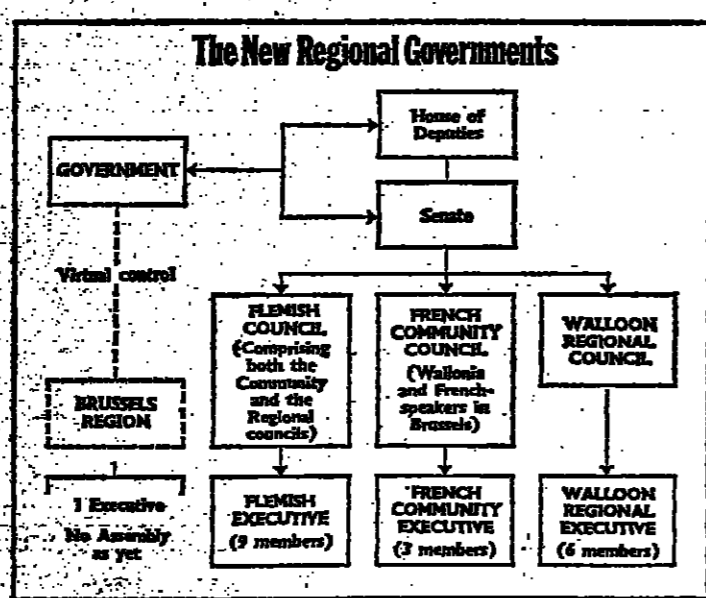 The New Regional Governments
House of
Deputies
GOVERNMENT
Senate
Virtual control
FLEMISH
COUNCIL
(Comprising
both the
Community
and the
Regional
councils)
FRENCH
COMMUNITY
COUNCIL
(Wallonia
and French-
speakers in
Brussels)
WALLOON
REGIONAL
COUNCIL
BRUSSELS
REGION
1 Executive
No Assembly
as yet
FLEMISH
EXECUTIVE
(9 members)
FRENCH
COMMUNITY
EXECUTIVE
(3 members)
WALLOON
REGIONAL
EXECUTIVE
(6 members)